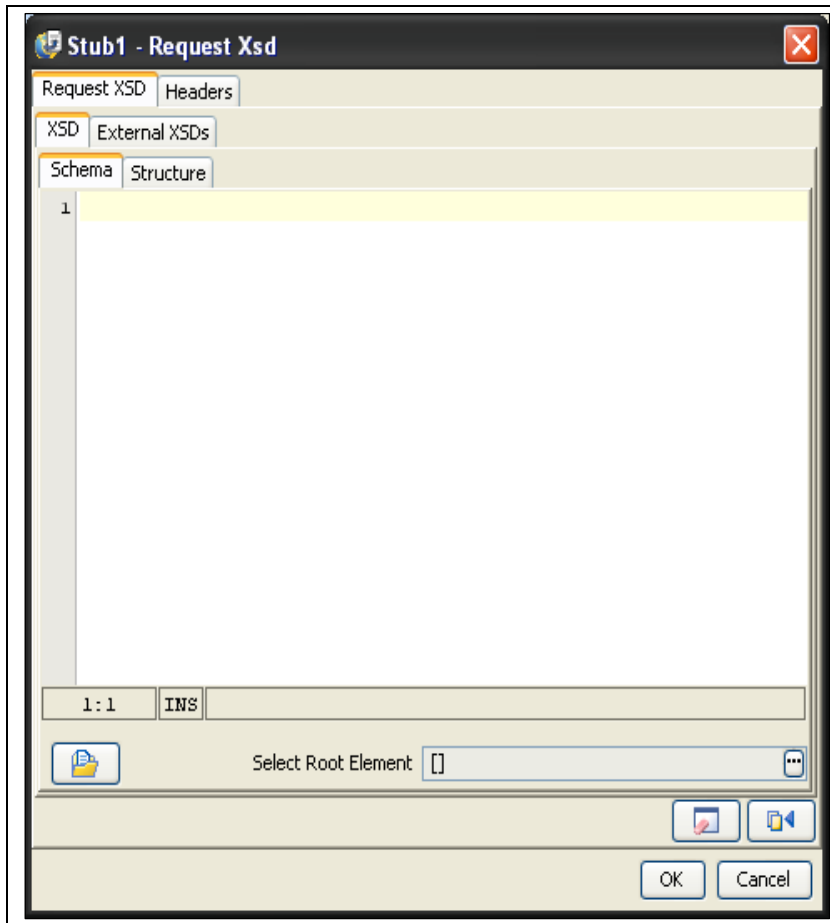 Stub1 - Request Xsd
Request XSD Headers
XSD External XSDs
Schema Structure
1
1:1 INS
Select Root Element []
OK Cancel